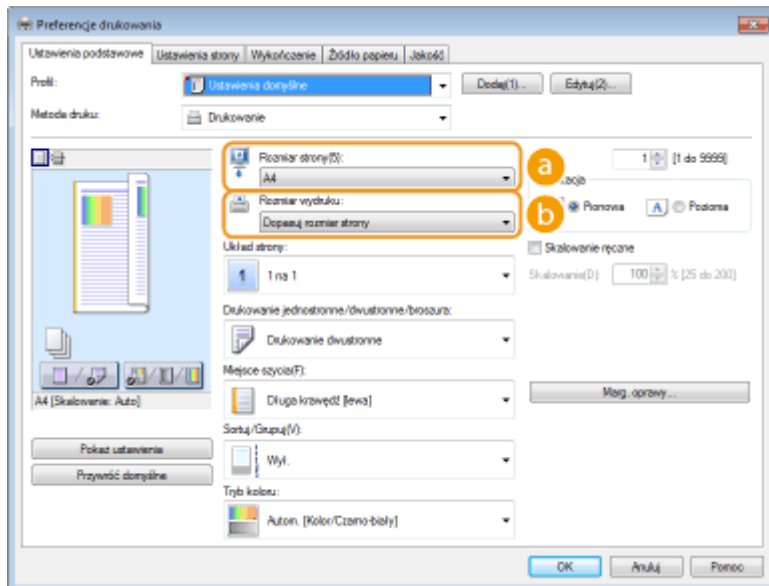 Preferencje drukowania
Ustawienia podstawowe Ustawienia strony Wykończenie Źródło papieru Jakość
Profil: Ustawienia domyślne Dodaj(1)... Edytuj(2)...
Metoda druku: Drukowanie
Rozmiar strony(5): a 1 [1 do 9999]
A4
Rozmiar wydruku: b Pionowa A Pozioma
Dopasuj rozmiar strony
Układ strony: Skalowanie ręczne
1 1 na 1 Skalowanie(D): 100 % [25 do 200]
Drukowanie jednostronne/dwustronne/broszura:
Drukowanie dwustronne
Miejsce szycia(F):
A4 [Skalowanie: Auto] Długa krawędź [lewa] Marg. oprawy...
Sortuj/Grupuj(V):
Pokaż ustawienia Wył.
Przywróć domyślne
Tryb koloru:
Autom. [Kolor/Czarno-biały]
OK Anuluj Pomoc